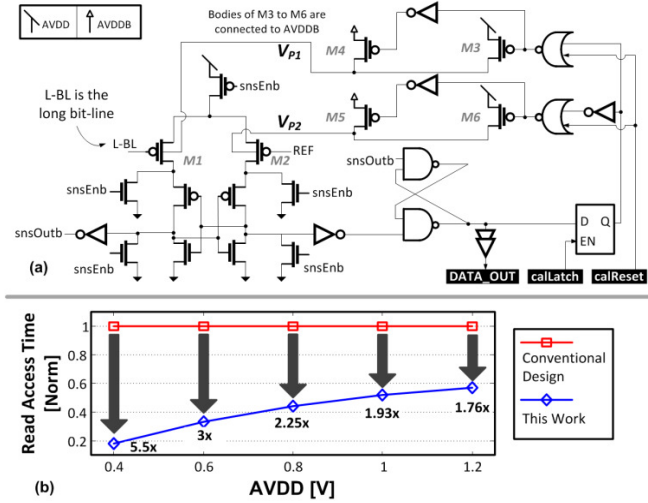 AVDD
AVDDB
Bodies of M3 to M6 are
connected to AVDDB
VP1
M4
M3
snsEnb
L-BL is the
long bit-line
VP2
M5
M6
L-BL
M1
M2
REF
snsOutb
snsEnb
snsEnb
snsOutb
snsEnb
snsEnb
D Q
EN
(a)
DATA_OUT
calLatch
calReset
Read Access Time
[Norm]
1
0.8
0.6
0.4
0.2
5.5x
3x
2.25x
1.93x
1.76x
0.4
0.6
0.8
1
1.2
AVDD [V]
(b)
Conventional
Design
This Work